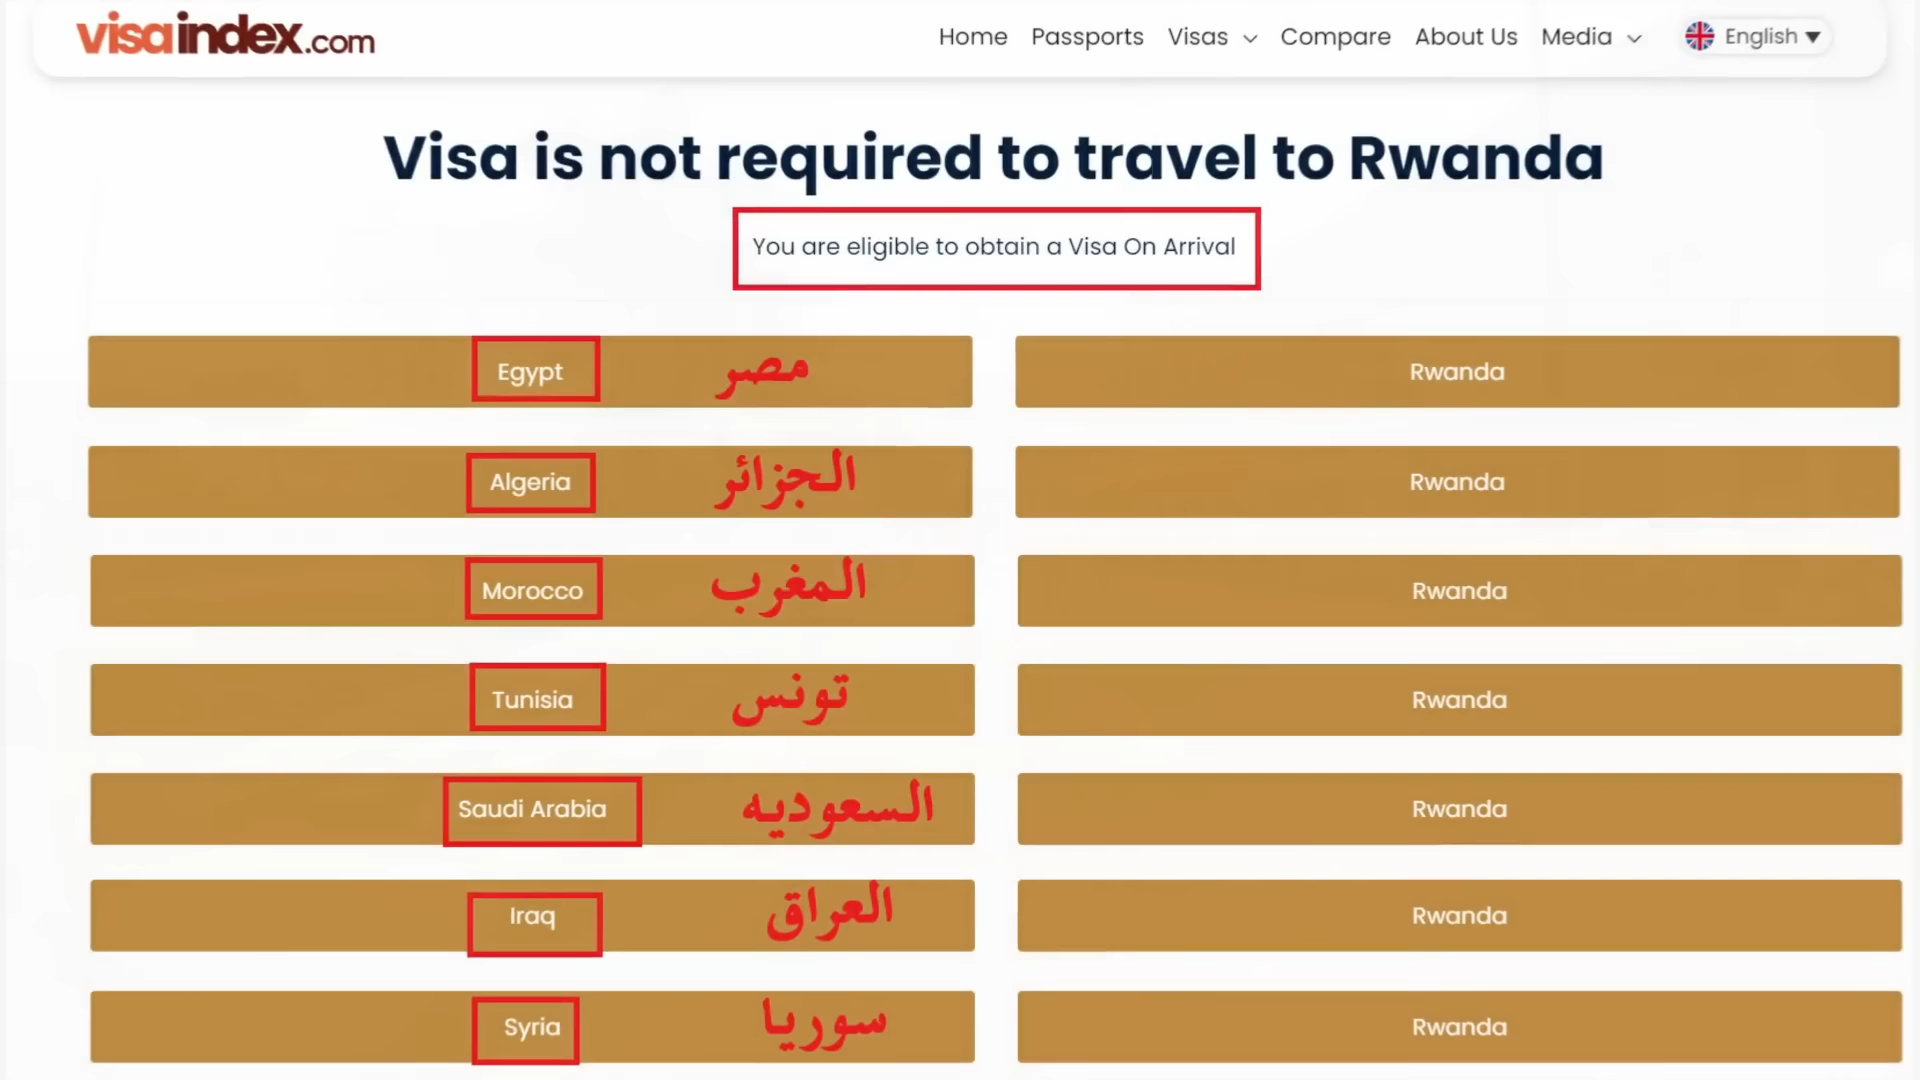 visaindex.com
Home Passports Visas Compare About Us Media English
Visa is not required to travel to Rwanda
You are eligible to obtain a Visa On Arrival
Egypt مصر Rwanda
Algeria الجزائر Rwanda
Morocco المغرب Rwanda
Tunisia تونس Rwanda
Saudi Arabia السعوديه Rwanda
Iraq العراق Rwanda
Syria سوريا Rwanda